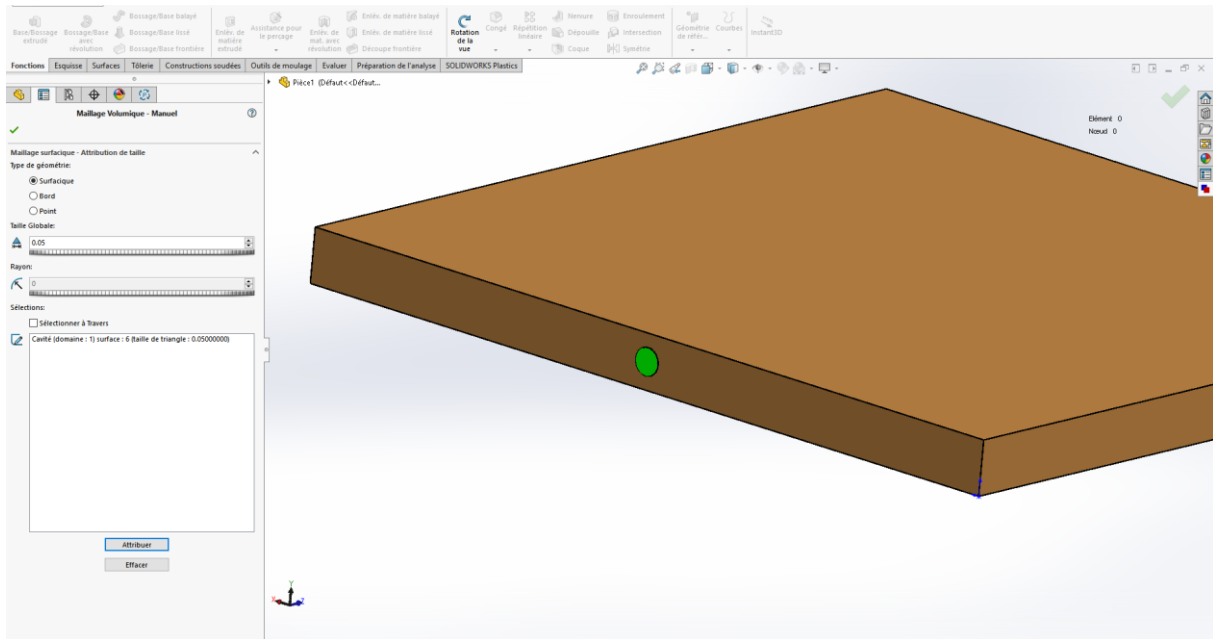 Base/Bossage extrudé
Bossage/Base avec révolution
Bossage/Base balayé
Bossage/Base lissé
Bossage/Base frontière
Enlèv. de matière extrudé
Assistance pour le perçage
Enlèv. de mat. avec révolution
Enlèv. de matière balayé
Enlèv. de matière lissé
Découpe frontière
Rotation de la vue
Congé
Répétition linéaire
Nervure
Dépouille
Coque
Enroulement
Intersection
Symétrie
Géométrie de référ...
Courbes
Instant3D
Fonctions Esquisse Surfaces Tôlerie Constructions soudées Outils de moulage Evaluer Préparation de l'analyse SOLIDWORKS Plastics
Pièce1 (Défaut<<Défaut...
Maillage Volumique - Manuel
Maillage surfacique - Attribution de taille
Type de géométrie:
Surfacique
Bord
Point
Taille Globale:
0.05
Rayon:
0
Sélections:
Sélectionner à Travers
Cavité (domaine : 1) surface : 6 (taille de triangle : 0.05000000)
Attribuer
Effacer
Elément 0
Nœud 0
Y
X
Z